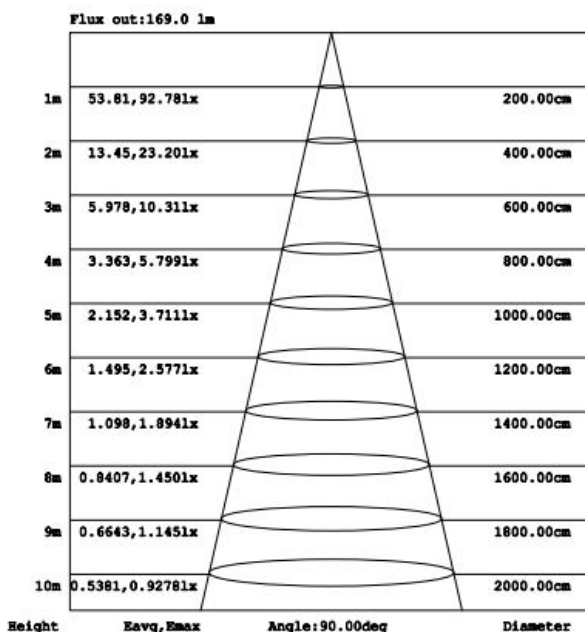 Flux out:169.0 lm
1m 53.81,92.78lx 200.00cm
2m 13.45,23.20lx 400.00cm
3m 5.978,10.31lx 600.00cm
4m 3.363,5.799lx 800.00cm
5m 2.152,3.711lx 1000.00cm
6m 1.495,2.577lx 1200.00cm
7m 1.098,1.894lx 1400.00cm
8m 0.8407,1.450lx 1600.00cm
9m 0.6643,1.145lx 1800.00cm
10m 0.5381,0.9278lx 2000.00cm
Height Eavg,Emax Angle:90.00deg Diameter